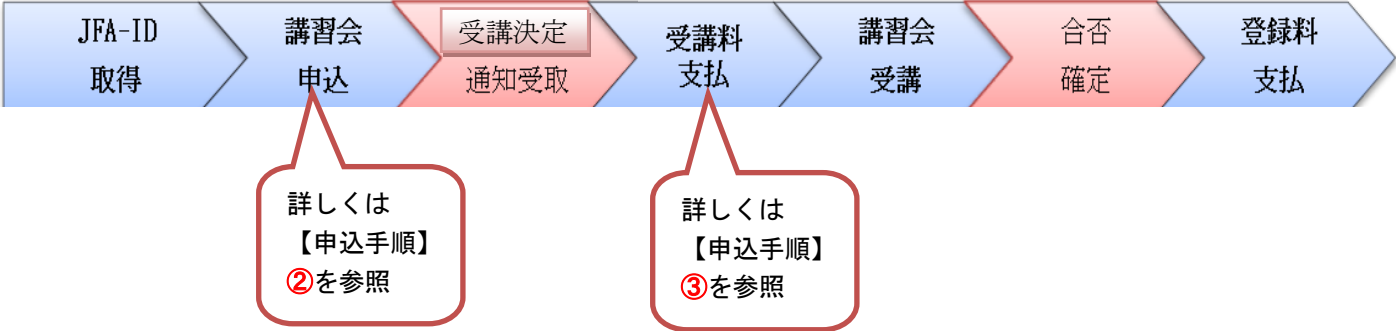 JFA-ID
取得
講習会
申込
受講決定
通知受取
受講料
支払
講習会
受講
合否
確定
登録料
支払
詳しくは
【申込手順】
②を参照
詳しくは
【申込手順】
③を参照